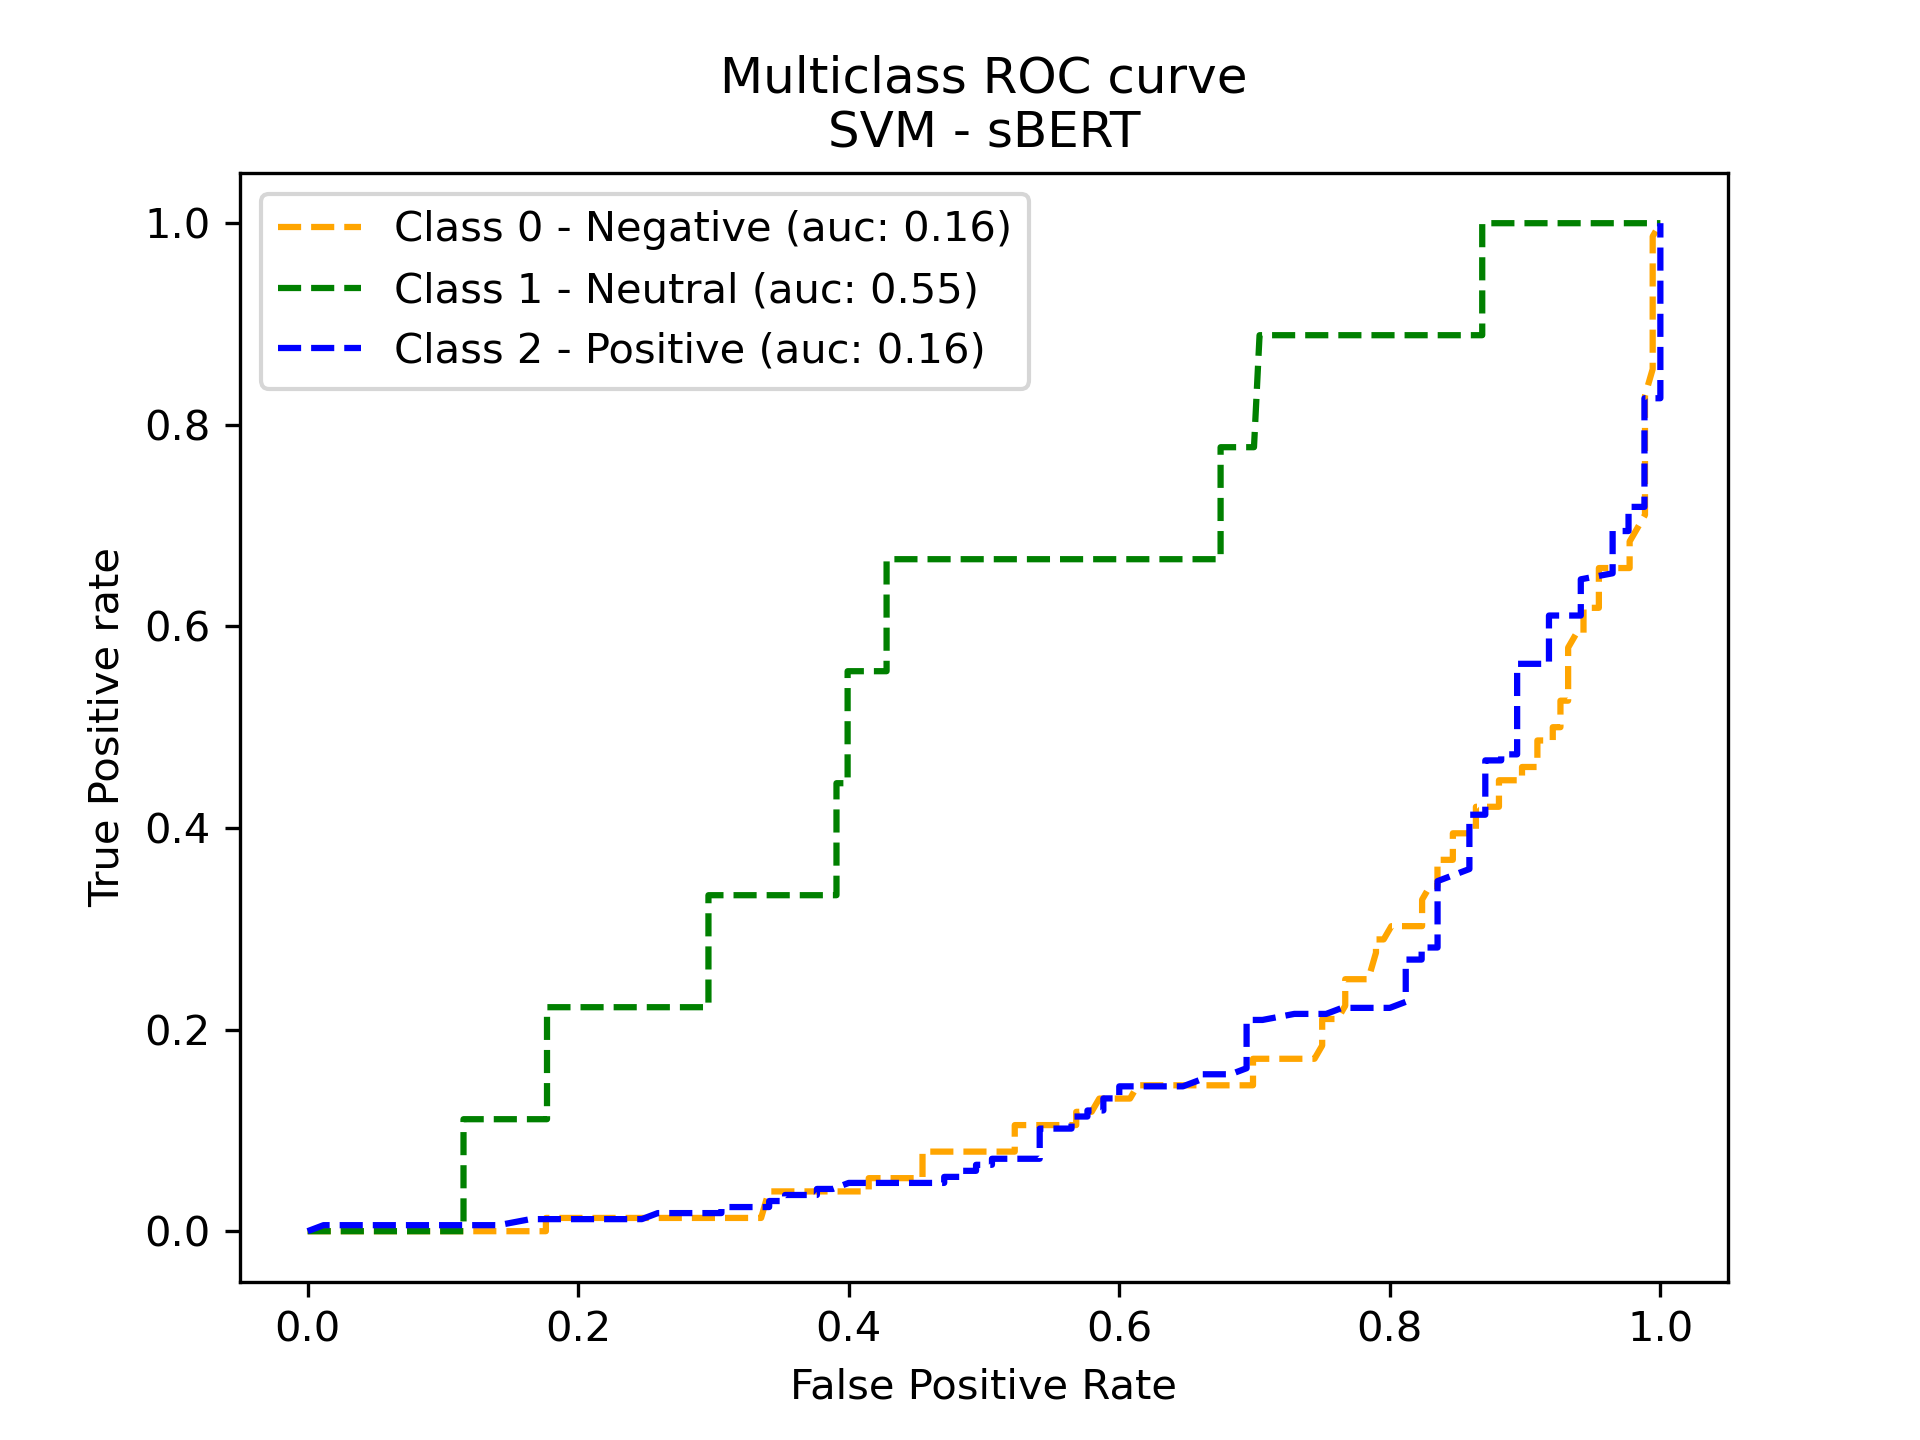 Multiclass ROC curve
SVM - sBERT
Class 0 - Negative (auc: 0.16)
Class 1 - Neutral (auc: 0.55)
Class 2 - Positive (auc: 0.16)
True Positive rate
1.0
0.8
0.6
0.4
0.2
0.0
0.0 0.2 0.4 0.6 0.8 1.0
False Positive Rate